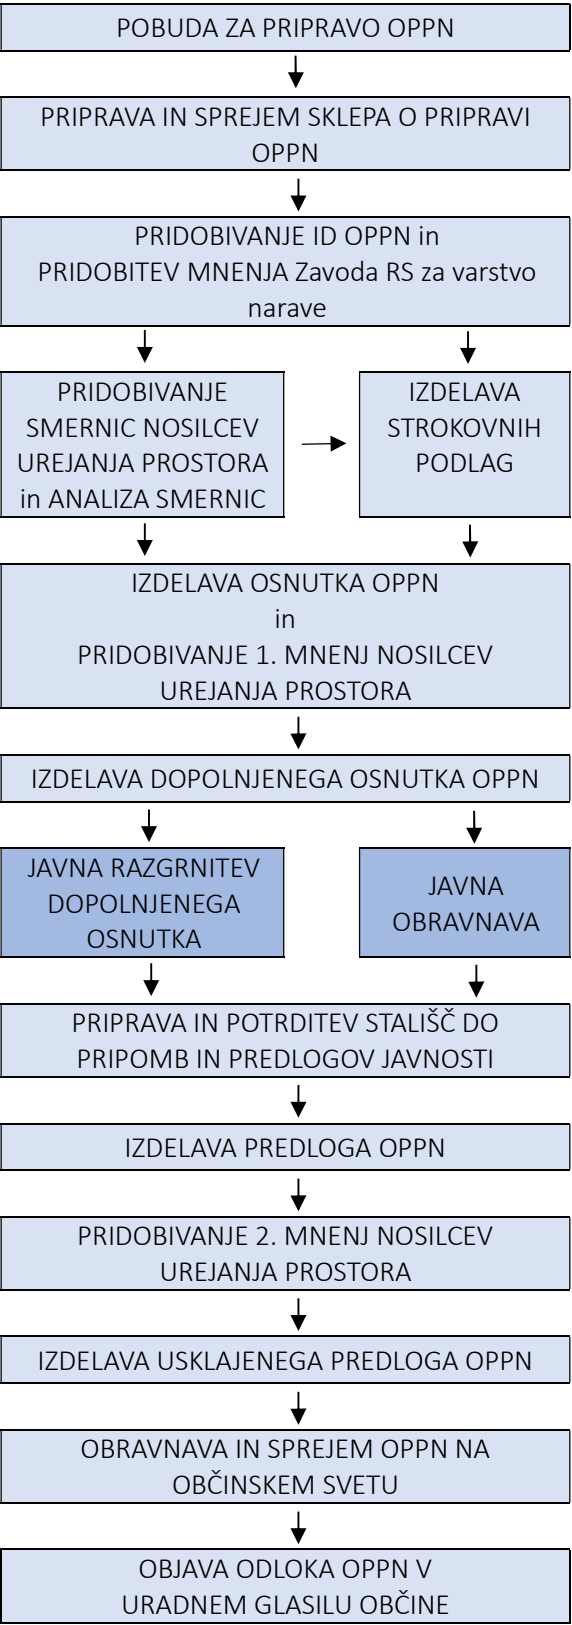 POBUDA ZA PRIPRAVO OPPN
PRIPRAVA IN SPREJEM SKLEPA O PRIPRAVI
OPPN
PRIDOBIVANJE ID OPPN in
PRIDOBITEV MNENJA Zavoda RS za varstvo
narave
PRIDOBIVANJE
SMERNIC NOSILCEV
UREJANJA PROSTORA
in ANALIZA SMERNIC
IZDELAVA
STROKOVNIH
PODLAG
IZDELAVA OSNUTKA OPPN
in
PRIDOBIVANJE 1. MNENJ NOSILCEV
UREJANJA PROSTORA
IZDELAVA DOPOLNJENEGA OSNUTKA OPPN
JAVNA RAZGRNITEV
DOPOLNJENEGA
OSNUTKA
JAVNA
OBRAVNAVA
PRIPRAVA IN POTRDITEV STALIŠČ DO
PRIPOMB IN PREDLOGOV JAVNOSTI
IZDELAVA PREDLOGA OPPN
PRIDOBIVANJE 2. MNENJ NOSILCEV
UREJANJA PROSTORA
IZDELAVA USKLAJENEGA PREDLOGA OPPN
OBRAVNAVA IN SPREJEM OPPN NA
OBČINSKEM SVETU
OBJAVA ODLOKA OPPN V
URADNEM GLASILU OBČINE